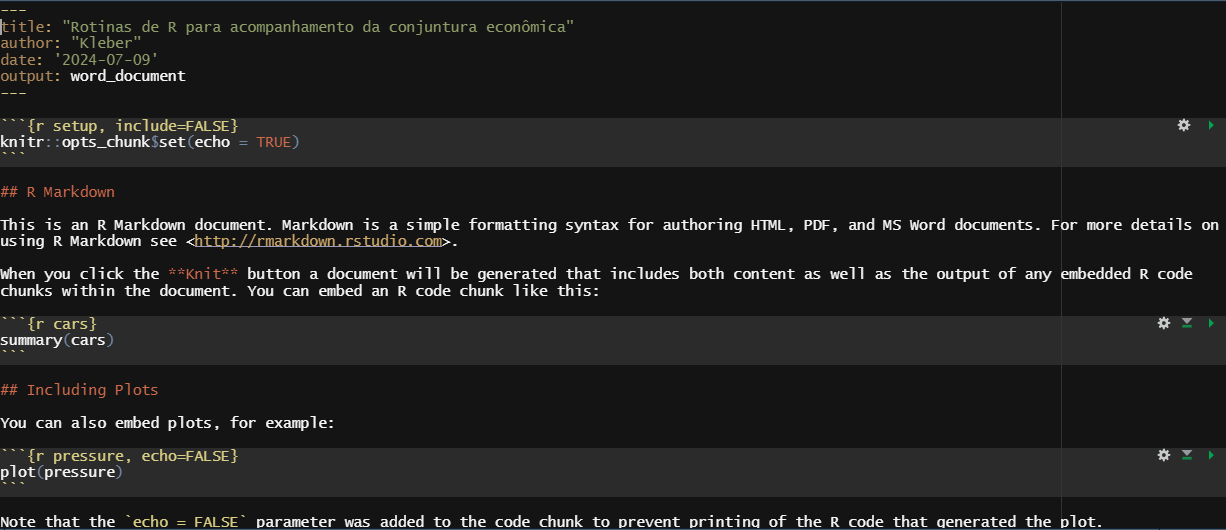 ---
title: "Rotinas de R para acompanhamento da conjuntura econômica"
author: "Kleber"
date: '2024-07-09'
output: word_document
---
```{r setup, include=FALSE}
knitr::opts_chunk$set(echo = TRUE)
```
## R Markdown
This is an R Markdown document. Markdown is a simple formatting syntax for authoring HTML, PDF, and MS Word documents. For more details on
using R Markdown see <http://rmarkdown.rstudio.com>.
When you click the **Knit** button a document will be generated that includes both content as well as the output of any embedded R code
chunks within the document. You can embed an R code chunk like this:
```{r cars}
summary(cars)
```
## Including Plots
You can also embed plots, for example:
```{r pressure, echo=FALSE}
plot(pressure)
```
Note that the `echo = FALSE` parameter was added to the code chunk to prevent printing of the R code that generated the plot.